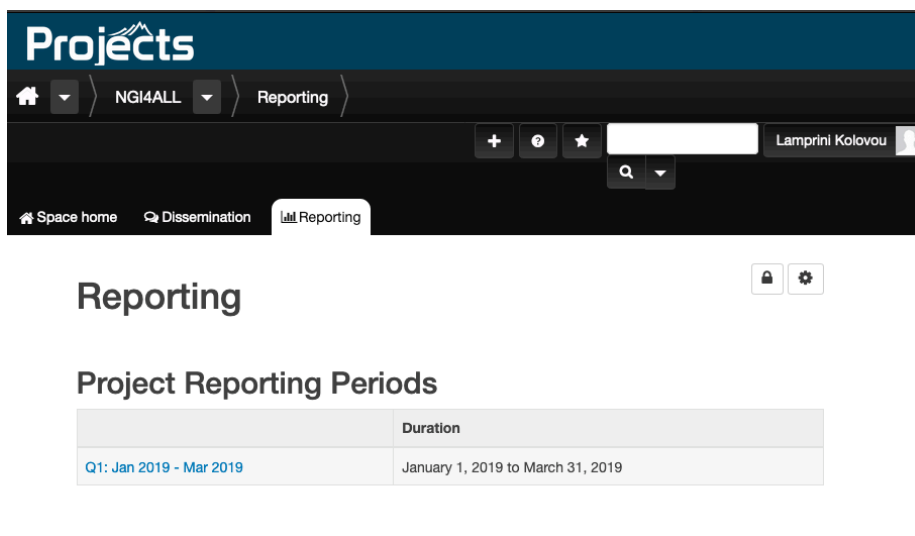 Projects
NGI4ALL
Reporting
Lamprini Kolovou
Space home
Dissemination
Reporting
Reporting
Project Reporting Periods
Duration
Q1: Jan 2019 - Mar 2019
January 1, 2019 to March 31, 2019